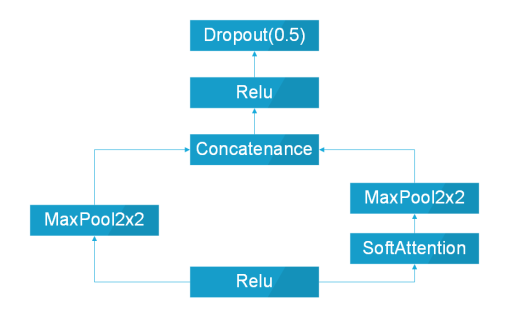 Dropout(0.5)
Relu
Concatenance
MaxPool2x2
MaxPool2x2
SoftAttention
Relu